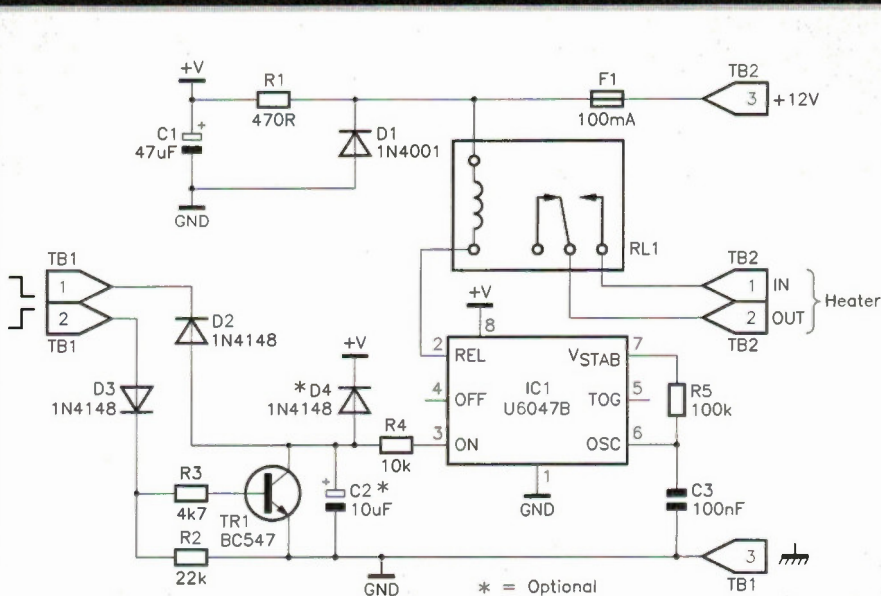 +V
R1
470R
C1
47uF
+
D1
1N4001
GND
F1
100mA
TB2
3
+12V
RL1
TB1
1
2
TB1
D2
1N4148
D3
1N4148
+V
*D4
1N4148
R4
10k
+V
8
2 REL
VSTAB 7
4 OFF
IC1
U6047B
TOG 5
3 ON
OSC 6
1
GND
TB2
1 IN
2 OUT
TB2
Heater
R5
100k
C3
100nF
R3
4k7
TR1
BC547
+
C2 *
10uF
R2
22k
GND
* = Optional
3
TB1